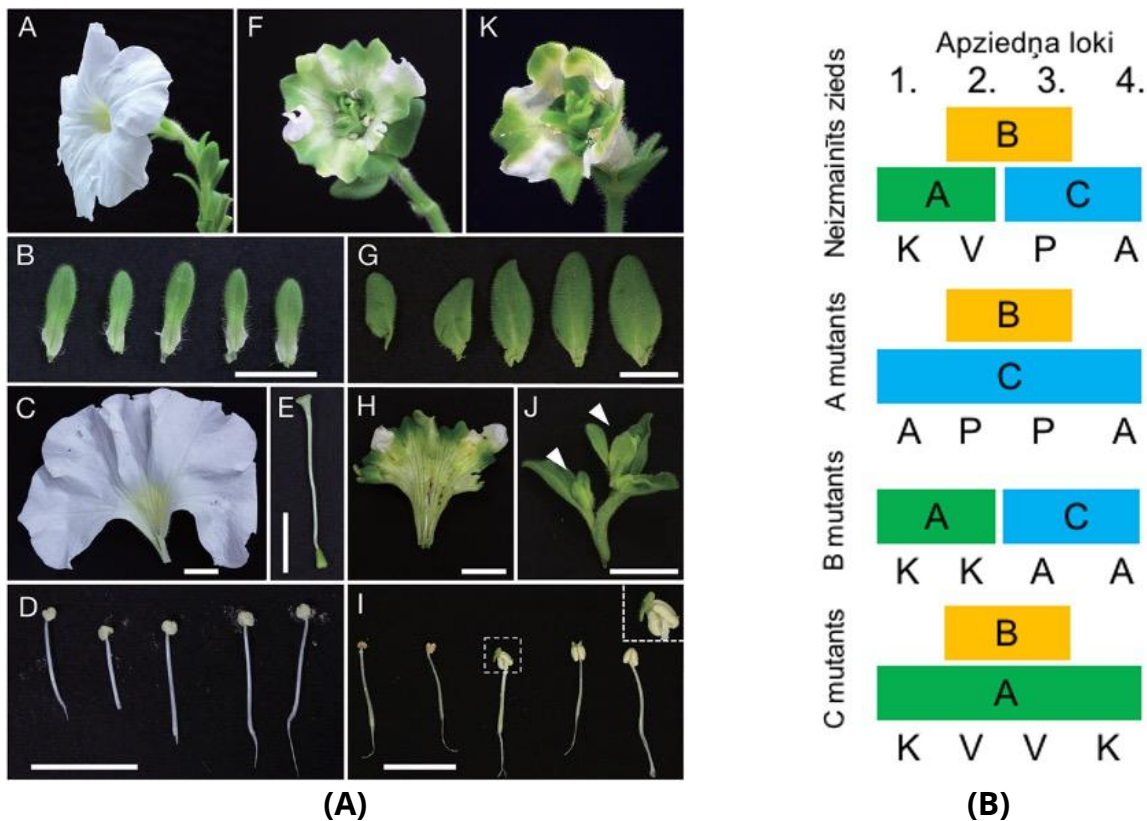 A
F
K
B
G
C
E
H
J
D
I
(A)
Apziedņa loki
1. 2. 3. 4.
Neizmainīts zieds
B
A C
K V P A
A mutants
B
C
A P P A
B mutants
A C
K K A A
C mutants
B
A
K V V K
(B)